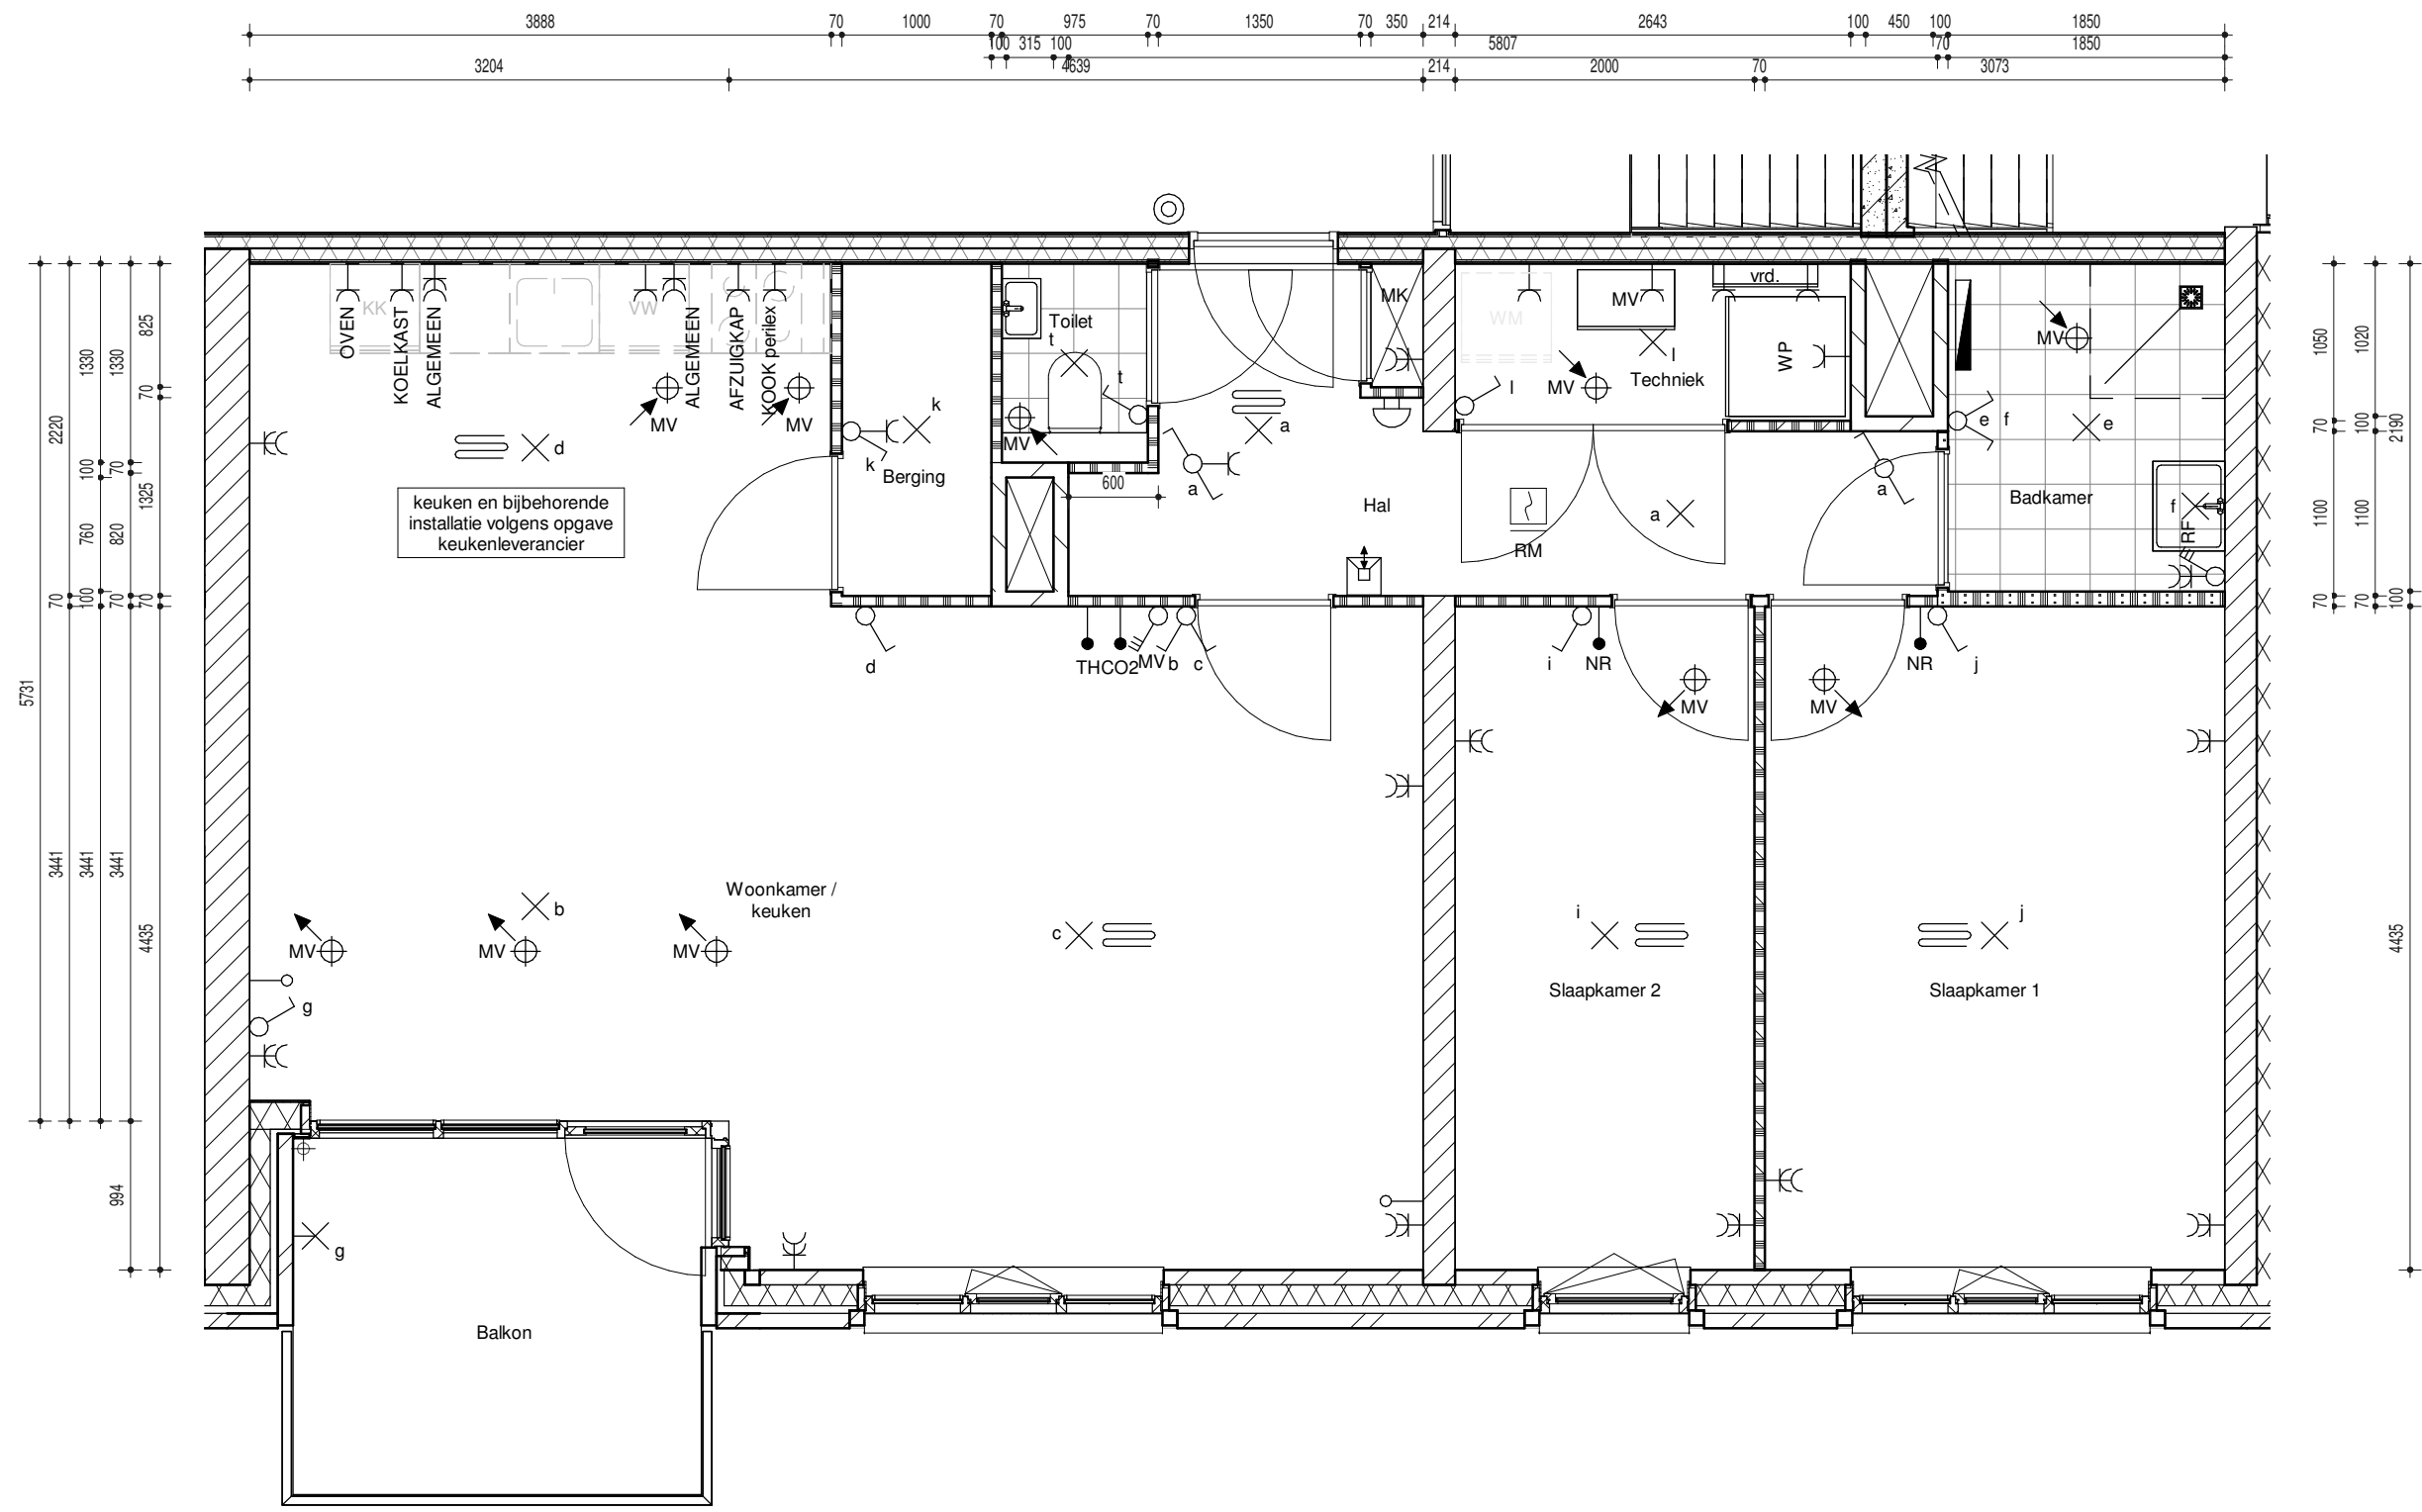 3888 70 1000 70 975 70 1350 70 350 214 2643 100 450 100 1850
100 315 100 5807 70 1850
3204 4639 214 2000 70 3073
5731
2220 70 3441
1330 100 760 100 3441
1330 70 820 70 3441 994
825 70 1325 70 4435
KK
VW
OVEN
KOELKAST
ALGEMEEN
ALGEMEEN
AFZUIGKAP
KOOK perilex
MV
MV
d
keuken en bijbehorende
installatie volgens opgave
keukenleverancier
k
k
Berging
Toilet
t
t
MV
600
MK
a
a
Hal
WM
MV
vrd.
l
l
MV
Techniek
WP
RM
a
a
MV
e f
e
Badkamer
f
RF
1050 70 1100 70
1020 100 1100 70
2190 100
4435
d
TH
CO2
MV
b
c
i
NR
MV
MV
NR
j
Woonkamer /
keuken
b
MV
MV
MV
c
g
i
Slaapkamer 2
j
Slaapkamer 1
g
Balkon